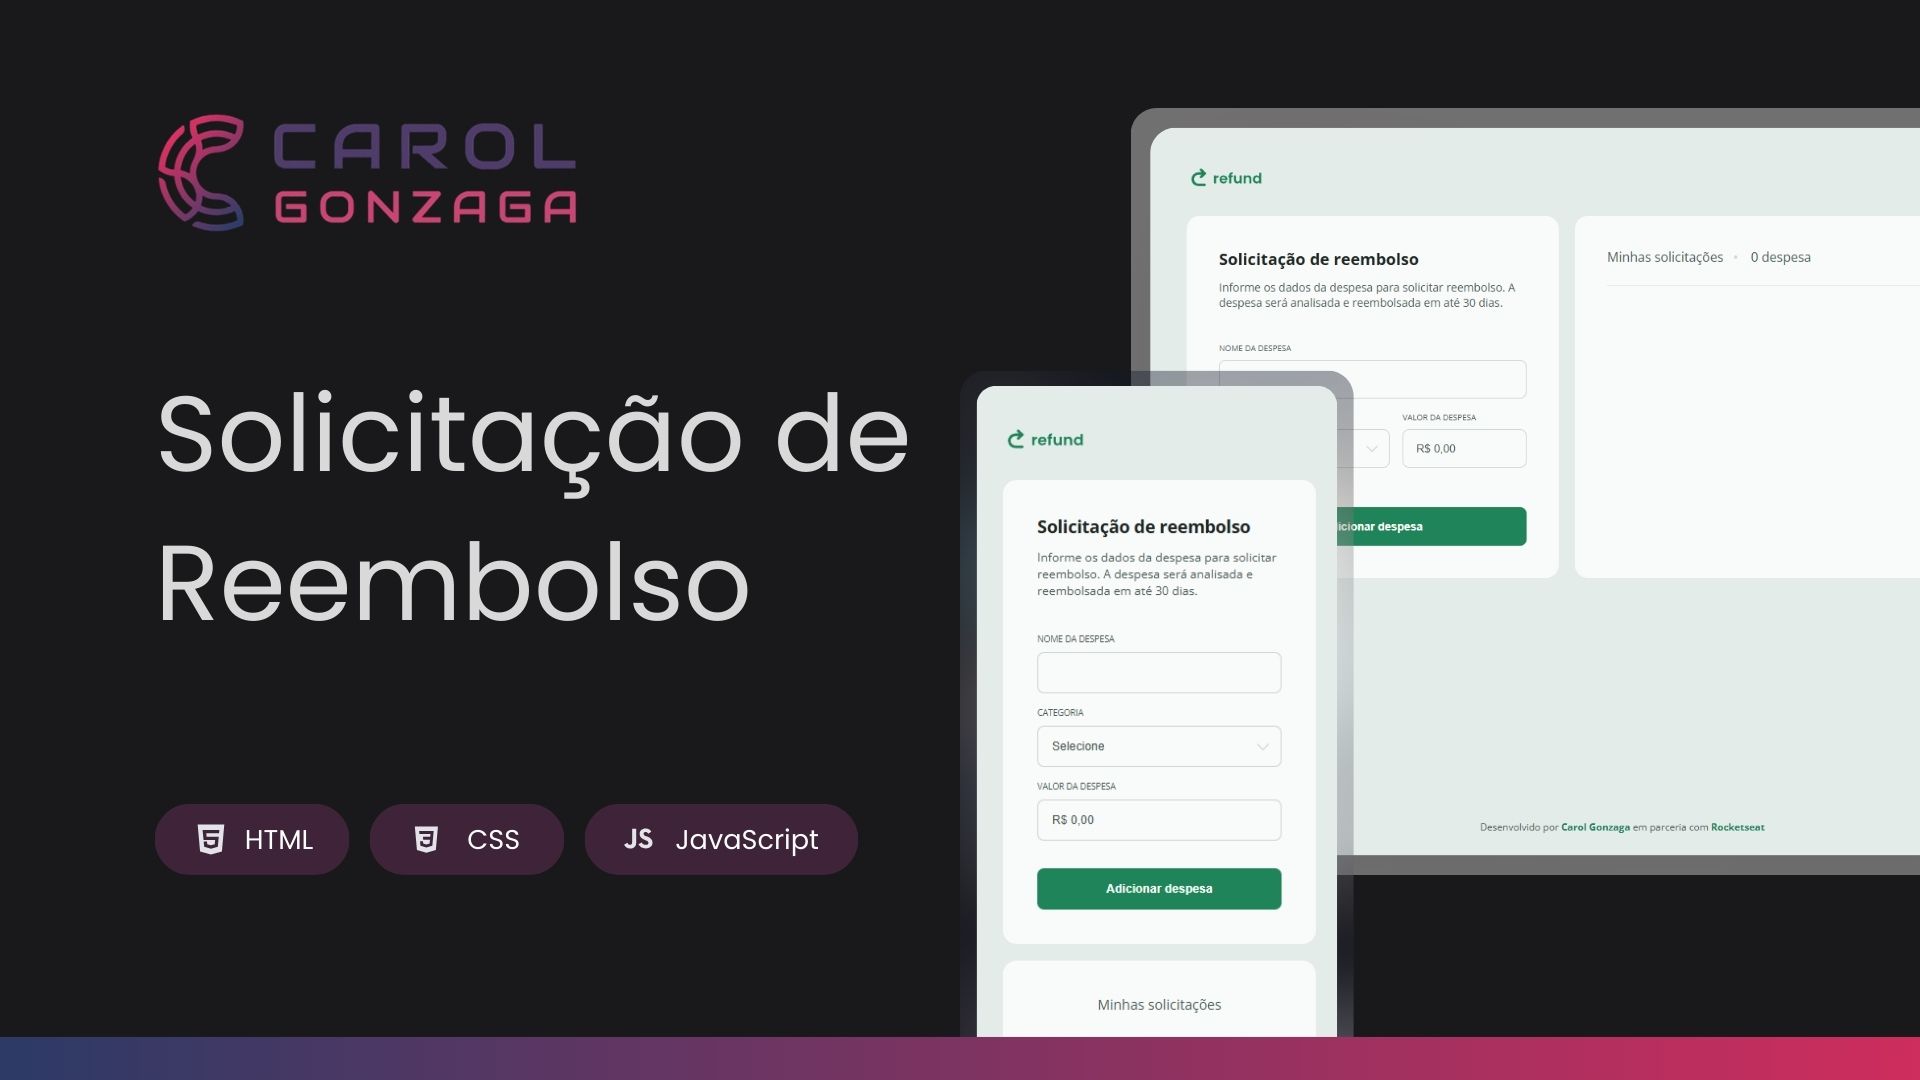 CAROL
GONZAGA
Solicitação de
Reembolso
HTML
CSS
JS JavaScript
refund
Solicitação de reembolso
Informe os dados da despesa para solicitar reembolso. A
despesa será analisada e reembolsada em até 30 dias.
NOME DA DESPESA
VALOR DA DESPESA
R$ 0,00
icionar despesa
Minhas solicitações • 0 despesa
Desenvolvido por Carol Gonzaga em parceria com Rocketseat
refund
Solicitação de reembolso
Informe os dados da despesa para solicitar
reembolso. A despesa será analisada e
reembolsada em até 30 dias.
NOME DA DESPESA
CATEGORIA
Selecione
VALOR DA DESPESA
R$ 0,00
Adicionar despesa
Minhas solicitações